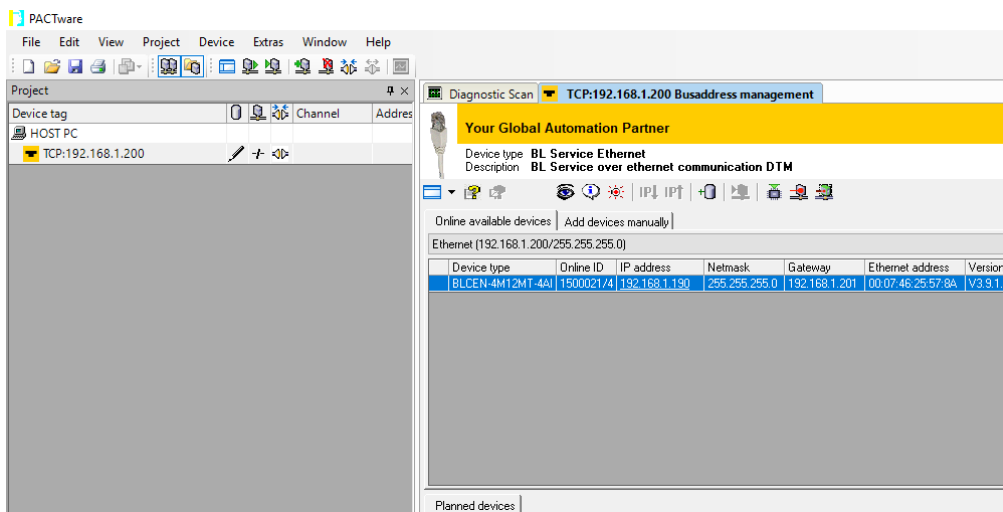 PACTware
File Edit View Project Device Extras Window Help
Project
Device tag Channel Addres
HOST PC
TCP:192.168.1.200
Diagnostic Scan TCP:192.168.1.200 Busaddress management
Your Global Automation Partner
Device type BL Service Ethernet
Description BL Service over ethernet communication DTM
IP↓ IP↑
Online available devices Add devices manually
Ethernet (192.168.1.200/255.255.255.0)
Device type Online ID IP address Netmask Gateway Ethernet address Version
BLCEN-4M12MT-4AI 1500021/4 192.168.1.190 255.255.255.0 192.168.1.201 00:07:46:25:57:8A V3.9.1.
Planned devices